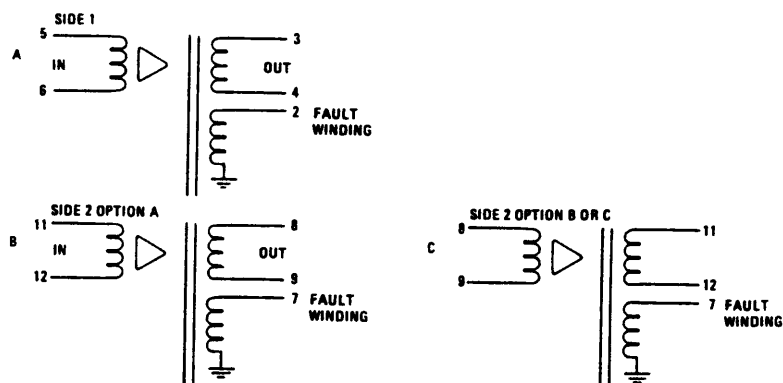 SIDE 1
5
3
A
IN
OUT
6
4
2 FAULT
WINDING
SIDE 2 OPTION A
11
8
B
IN
OUT
12
9
7 FAULT
WINDING
SIDE 2 OPTION B OR C
8
11
C
9
12
7 FAULT
WINDING